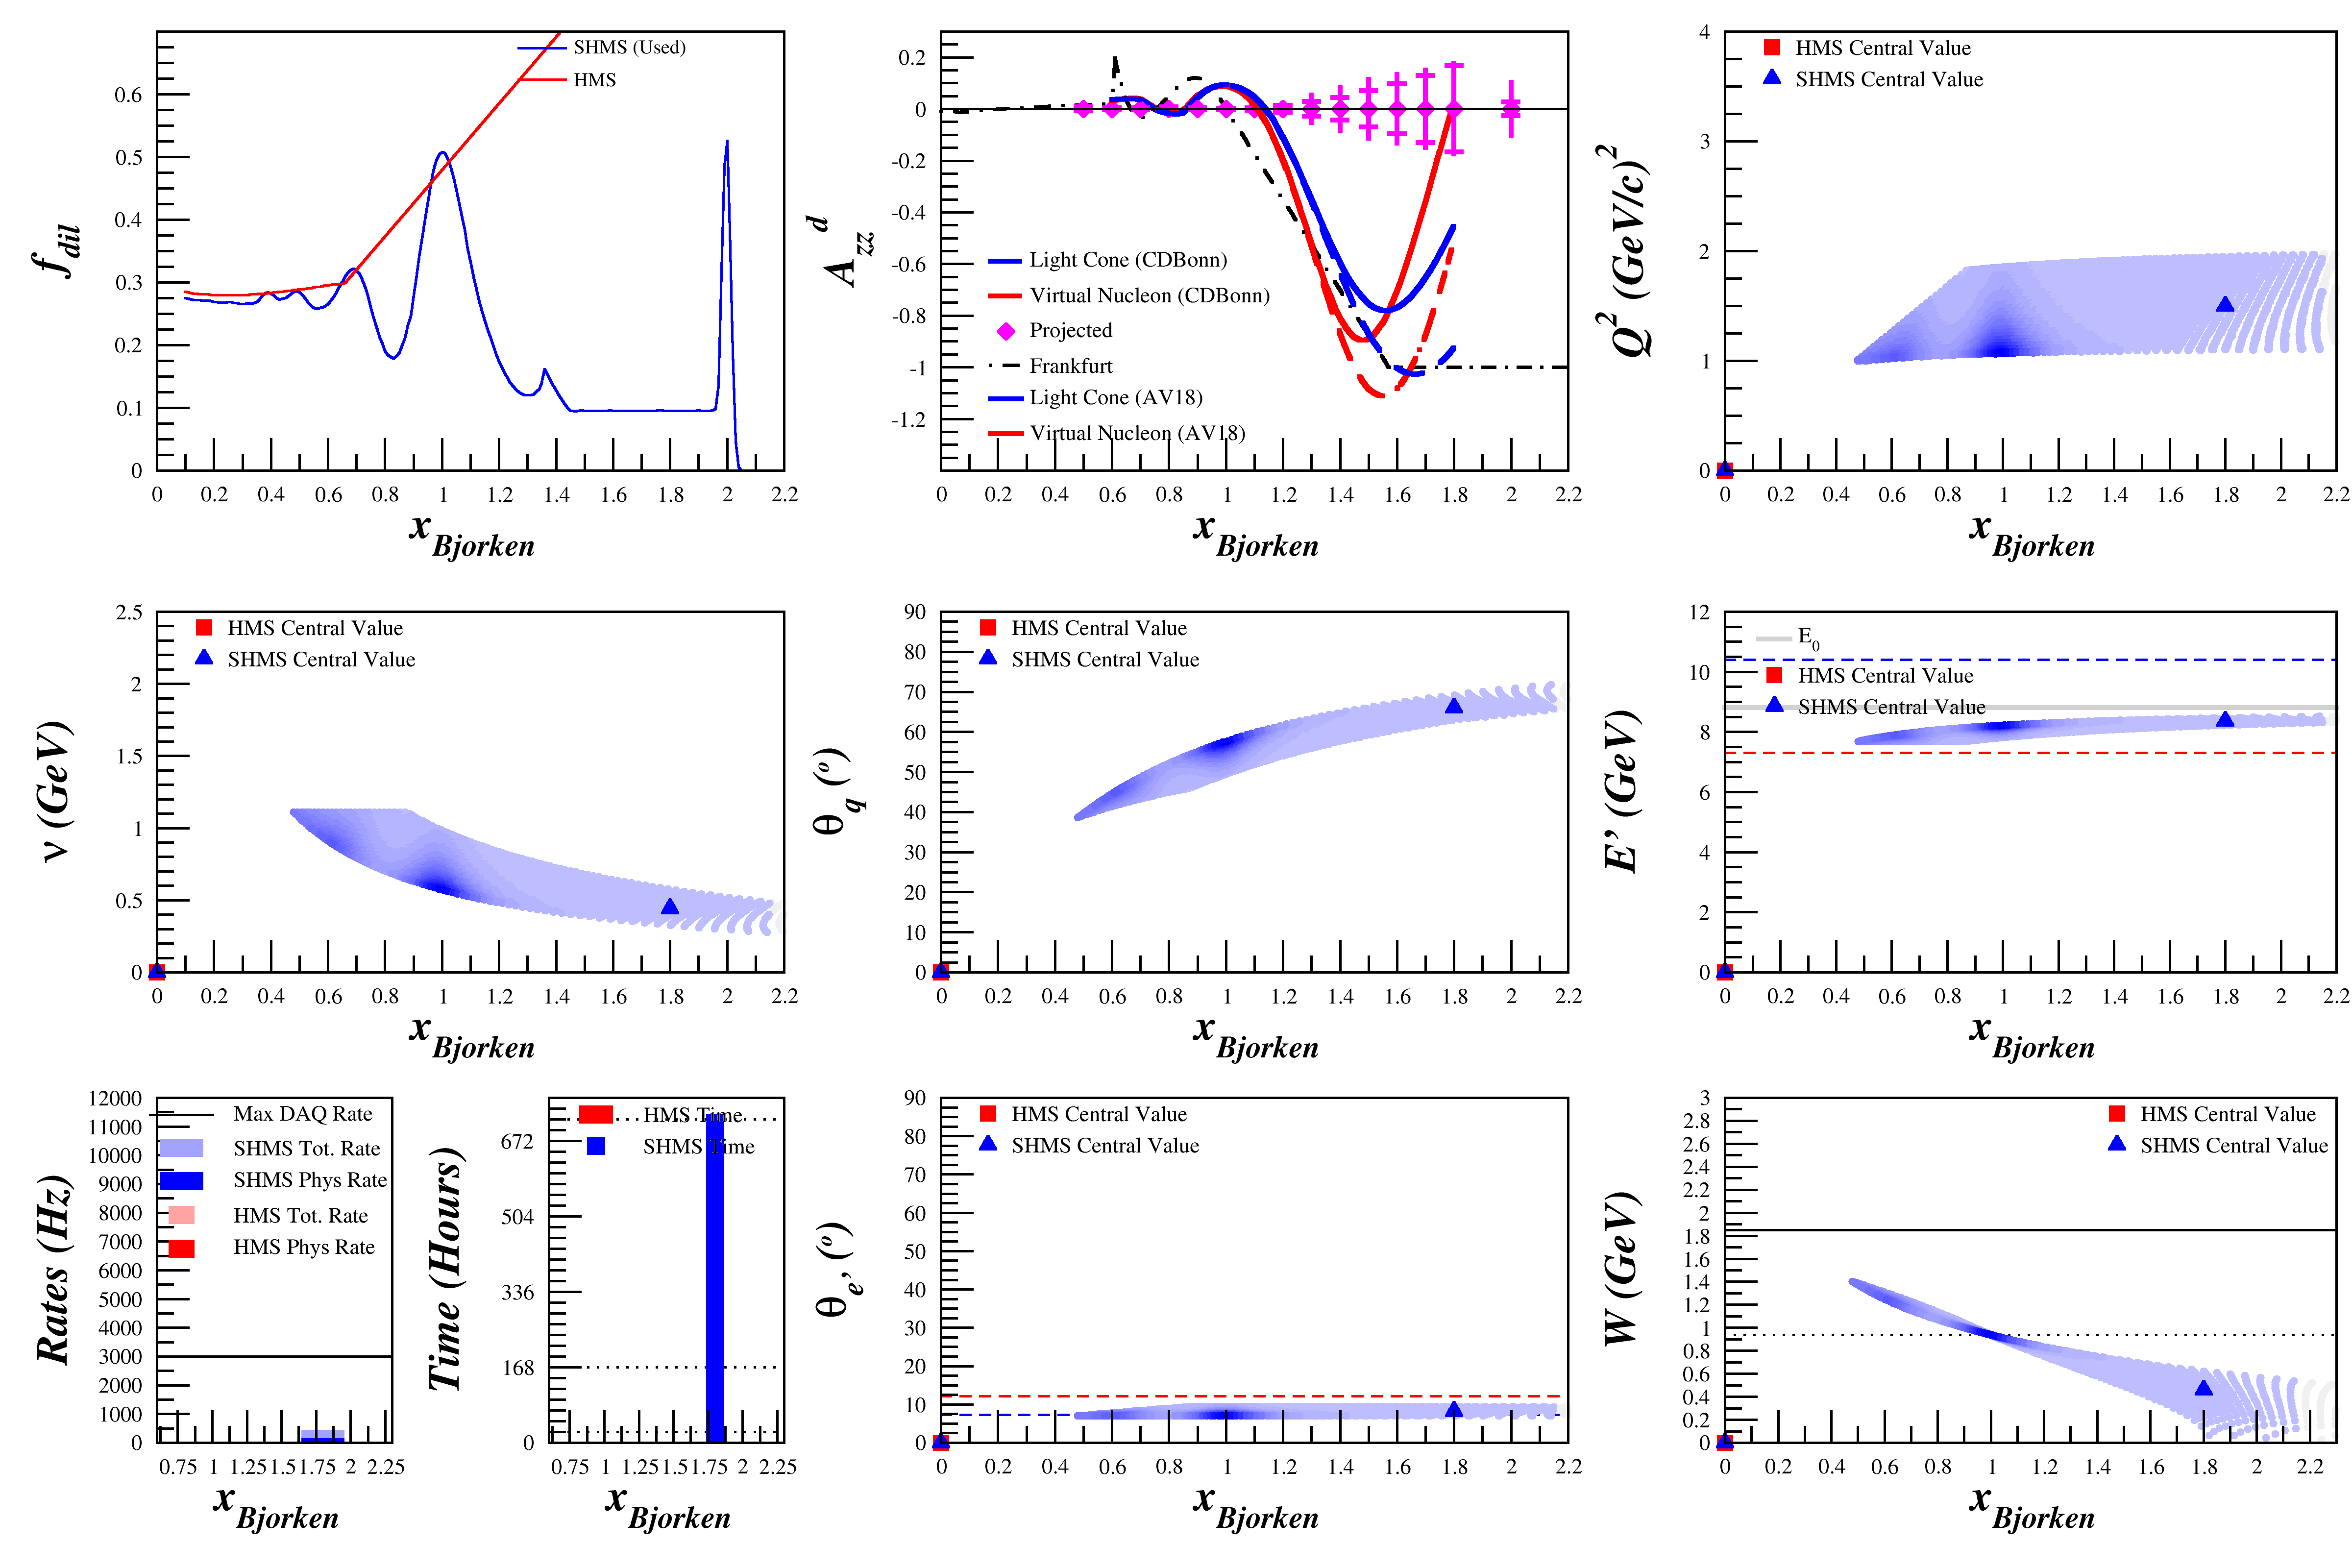 SHMS (Used)
HMS
0.6
0.5
0.4
0.3
0.2
0.1
0
f dil
0 0.2 0.4 0.6 0.8 1 1.2 1.4 1.6 1.8 2 2.2
x Bjorken
0.2
0
-0.2
-0.4
-0.6
-0.8
-1
-1.2
A zz d
Light Cone (CDBonn)
Virtual Nucleon (CDBonn)
Projected
Frankfurt
Light Cone (AV18)
Virtual Nucleon (AV18)
0 0.2 0.4 0.6 0.8 1 1.2 1.4 1.6 1.8 2 2.2
x Bjorken
HMS Central Value
SHMS Central Value
4
3
2
1
0
Q2 (GeV/c)2
0 0.2 0.4 0.6 0.8 1 1.2 1.4 1.6 1.8 2 2.2
x Bjorken
HMS Central Value
SHMS Central Value
2.5
2
1.5
1
0.5
0
ν (GeV)
0 0.2 0.4 0.6 0.8 1 1.2 1.4 1.6 1.8 2 2.2
x Bjorken
HMS Central Value
SHMS Central Value
90
80
70
60
50
40
30
20
10
0
θq (o)
0 0.2 0.4 0.6 0.8 1 1.2 1.4 1.6 1.8 2 2.2
x Bjorken
E0
HMS Central Value
SHMS Central Value
12
10
8
6
4
2
0
E' (GeV)
0 0.2 0.4 0.6 0.8 1 1.2 1.4 1.6 1.8 2 2.2
x Bjorken
Max DAQ Rate
SHMS Tot. Rate
SHMS Phys Rate
HMS Tot. Rate
HMS Phys Rate
12000
11000
10000
9000
8000
7000
6000
5000
4000
3000
2000
1000
0
Rates (Hz)
0.75 1 1.25 1.5 1.75 2 2.25
x Bjorken
HMS Time
SHMS Time
672
504
336
168
0
Time (Hours)
0.75 1 1.25 1.5 1.75 2 2.25
x Bjorken
HMS Central Value
SHMS Central Value
90
80
70
60
50
40
30
20
10
0
θe' (o)
0 0.2 0.4 0.6 0.8 1 1.2 1.4 1.6 1.8 2 2.2
x Bjorken
HMS Central Value
SHMS Central Value
3
2.8
2.6
2.4
2.2
2
1.8
1.6
1.4
1.2
1
0.8
0.6
0.4
0.2
0
W (GeV)
0 0.2 0.4 0.6 0.8 1 1.2 1.4 1.6 1.8 2 2.2
x Bjorken